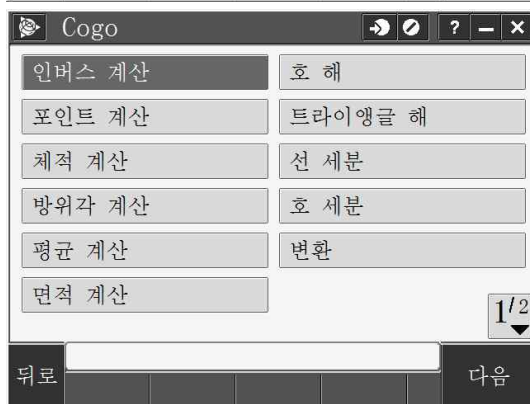 Cogo
? – ×
인버스 계산
포인트 계산
체적 계산
방위각 계산
평균 계산
면적 계산
호 해
트라이앵글 해
선 세분
호 세분
변환
1/2
뒤로
다음